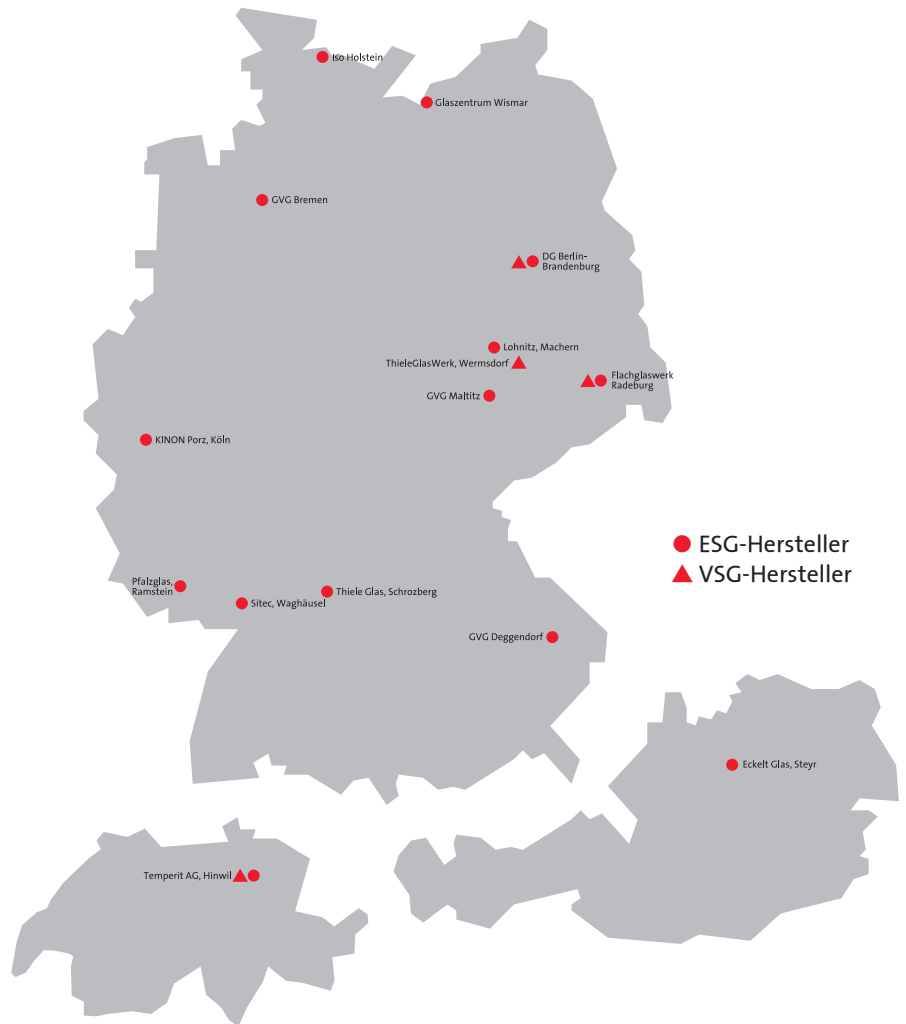 Iso Holstein
Glaszentrum Wismar
GVG Bremen
DG Berlin-
Brandenburg
Lohnitz, Machern
ThieleGlasWerk, Wermsdorf
Flachglaswerk
Radeburg
GVG Maltitz
KINON Porz, Köln
ESG-Hersteller
VSG-Hersteller
Pfalzglas,
Ramstein
Thiele Glas, Schrozberg
Sitec, Waghäusel
GVG Deggendorf
Eckelt Glas, Steyr
Temperit AG, Hinwil